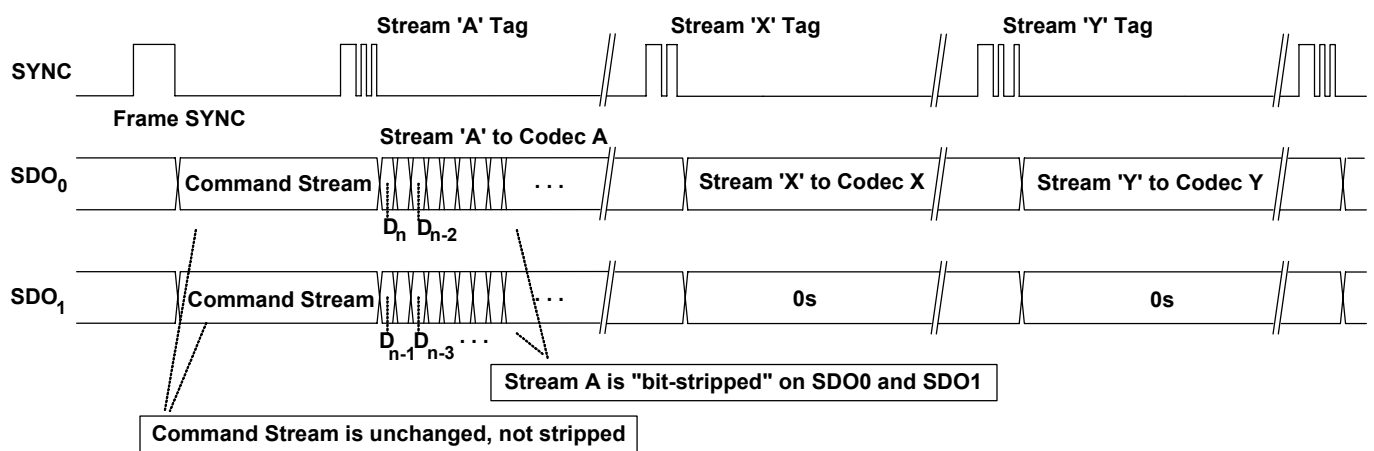 Stream 'A' Tag Stream 'X' Tag Stream 'Y' Tag
SYNC
Frame SYNC
Stream 'A' to Codec A
SDO0 Command Stream . . . Stream 'X' to Codec X Stream 'Y' to Codec Y
Dn Dn-2
SDO1 Command Stream . . . 0s 0s
Dn-1 Dn-3 . . .
Stream A is "bit-stripped" on SDO0 and SDO1
Command Stream is unchanged, not stripped